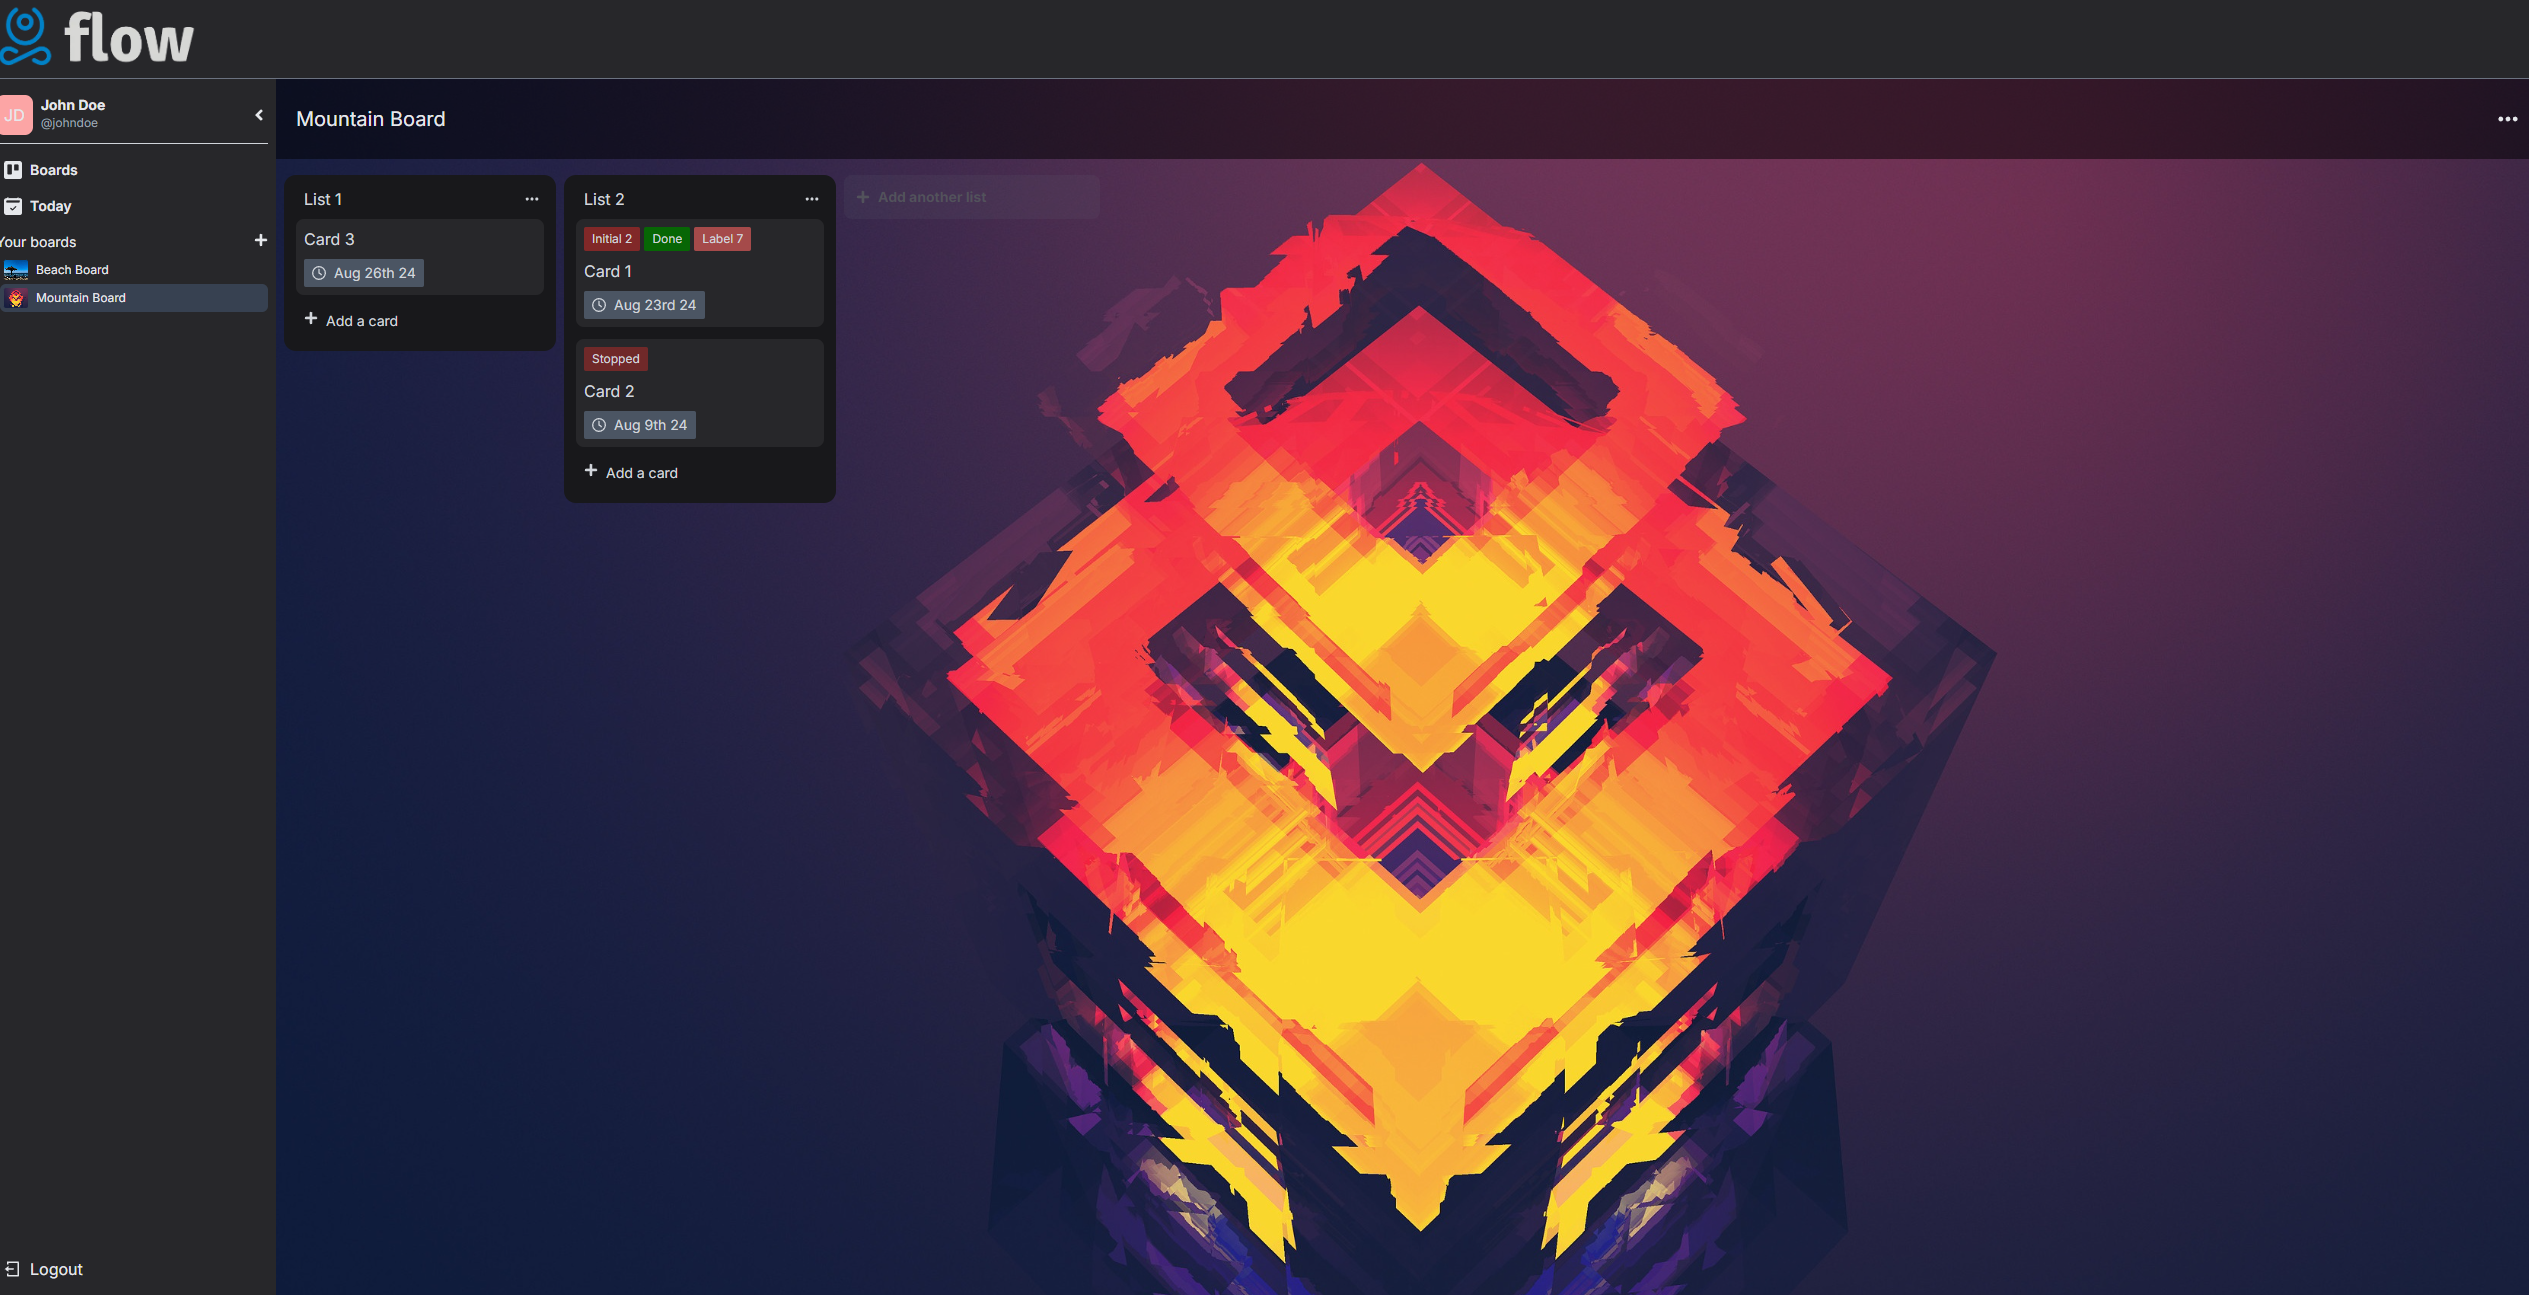 flow
JD
John Doe
@johndoe
Boards
Today
Your boards
Beach Board
Mountain Board
Logout
Mountain Board
List 1
Card 3
Aug 26th 24
Add a card
List 2
Initial 2 Done Label 7
Card 1
Aug 23rd 24
Stopped
Card 2
Aug 9th 24
Add a card
Add another list